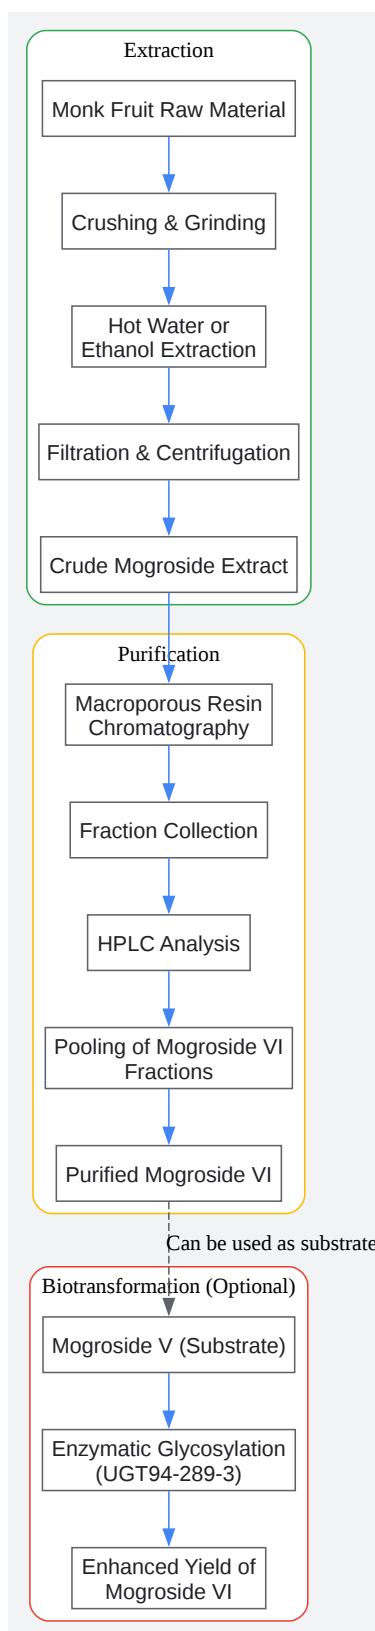 Extraction
Monk Fruit Raw Material
Crushing & Grinding
Hot Water or
Ethanol Extraction
Filtration & Centrifugation
Crude Mogroside Extract
Purification
Macroporous Resin
Chromatography
Fraction Collection
HPLC Analysis
Pooling of Mogroside VI
Fractions
Purified Mogroside VI
Can be used as substrate
Biotransformation (Optional)
Mogroside V (Substrate)
Enzymatic Glycosylation
(UGT94-289-3)
Enhanced Yield of
Mogroside VI